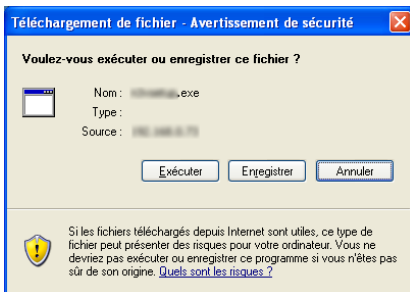 Téléchargement de fichier - Avertissement de sécurité
Voulez-vous exécuter ou enregistrer ce fichier ?
Nom : .exe
Type :
Source :
Exécuter Enregistrer Annuler
Si les fichiers téléchargés depuis Internet sont utiles, ce type de
fichier peut présenter des risques pour votre ordinateur. Vous ne
devriez pas exécuter ou enregistrer ce programme si vous n'êtes pas
sûr de son origine. Quels sont les risques ?